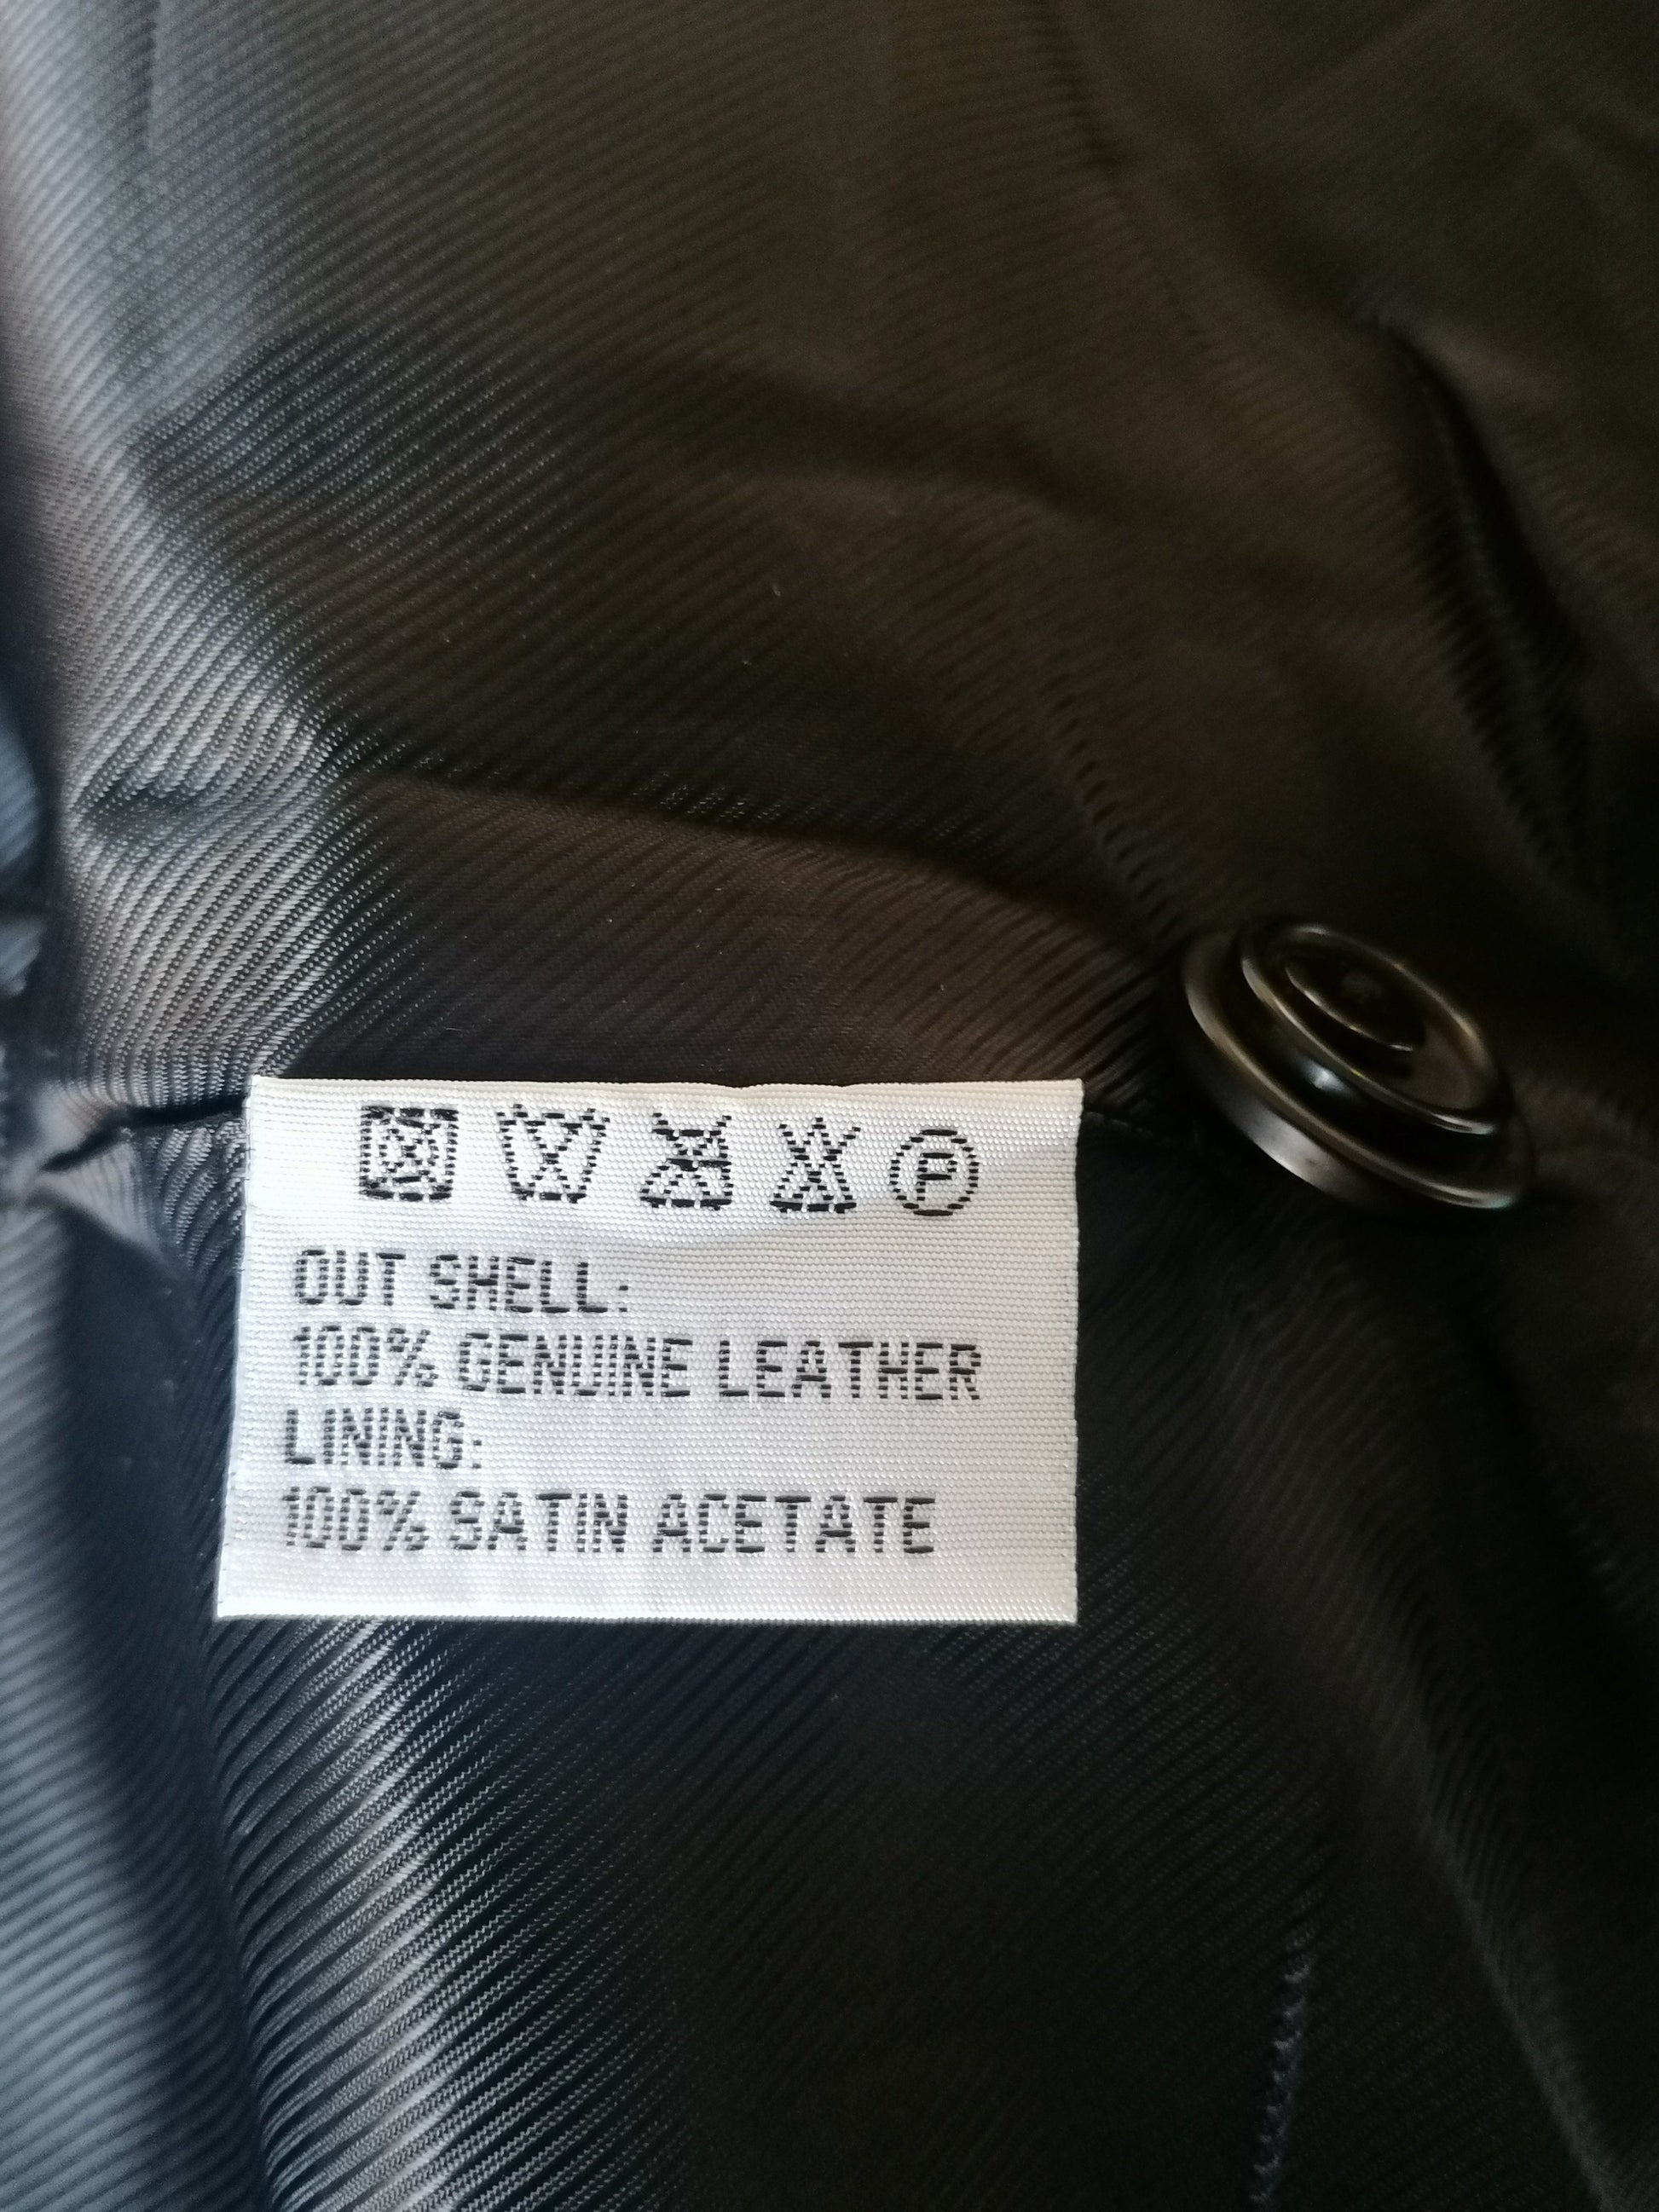 P
OUT SHELL:
100% GENUINE LEATHER
LINING:
100% SATIN ACETATE